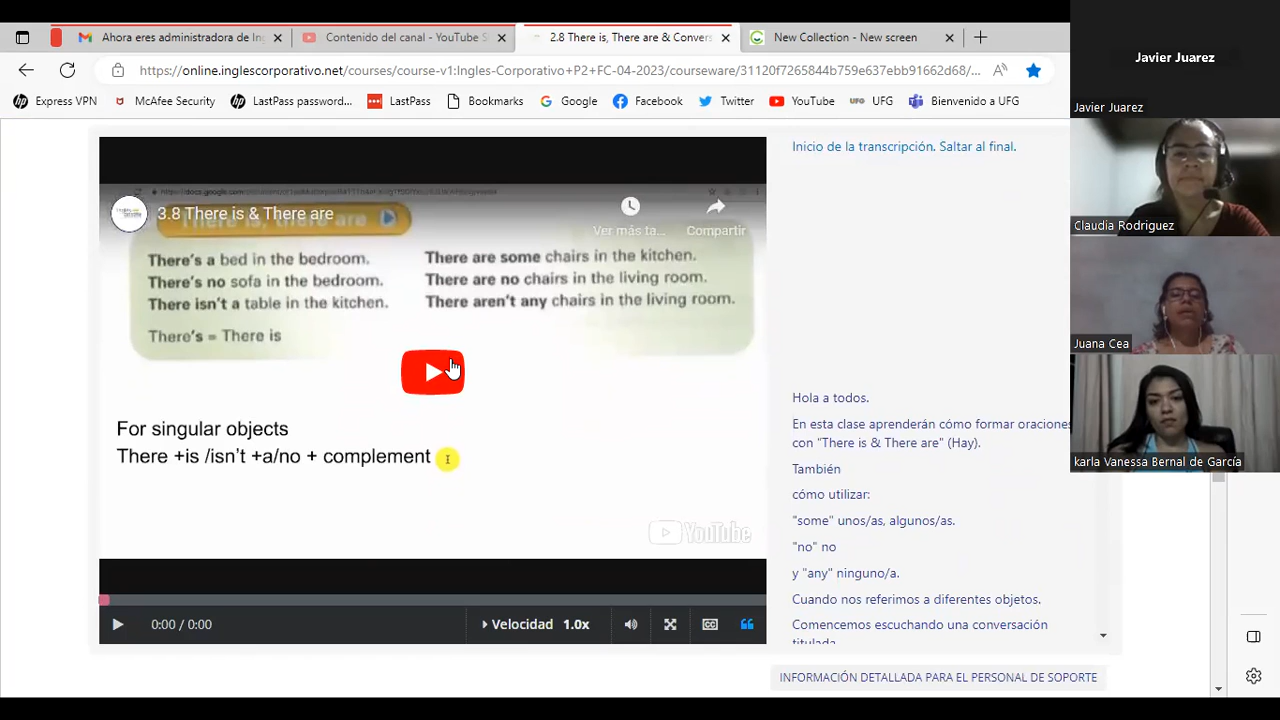 Ahora eres administradora de Ing
Contenido del canal - YouTube S
2.8 There is, There are & Convers
New Collection - New screen
https://online.inglescorporativo.net/courses/course-v1:Ingles-Corporativo+P2+FC-04-2023/courseware/31120f7265844b759e637ebb91662d68/...
Express VPN
McAfee Security
LastPass password...
LastPass
Bookmarks
Google
Facebook
Twitter
YouTube
UFG
Bienvenido a UFG
3.8 There is & There are
There is, there are
Ver más ta...
Compartir
There's a bed in the bedroom.
There's no sofa in the bedroom.
There isn't a table in the kitchen.
There's = There is
There are some chairs in the kitchen.
There are no chairs in the living room.
There aren't any chairs in the living room.
For singular objects
There +is /isn't +a/no + complement
YouTube
0:00 / 0:00
Velocidad 1.0x
Inicio de la transcripción. Saltar al final.
Hola a todos.
En esta clase aprenderán cómo formar oraciones
con "There is & There are" (Hay).
También
cómo utilizar:
"some" unos/as, algunos/as.
"no" no
y "any" ninguno/a.
Cuando nos referimos a diferentes objetos.
Comencemos escuchando una conversación
titulada
INFORMACIÓN DETALLADA PARA EL PERSONAL DE SOPORTE
Javier Juarez
Javier Juarez
Claudia Rodriguez
Juana Cea
karla Vanessa Bernal de García